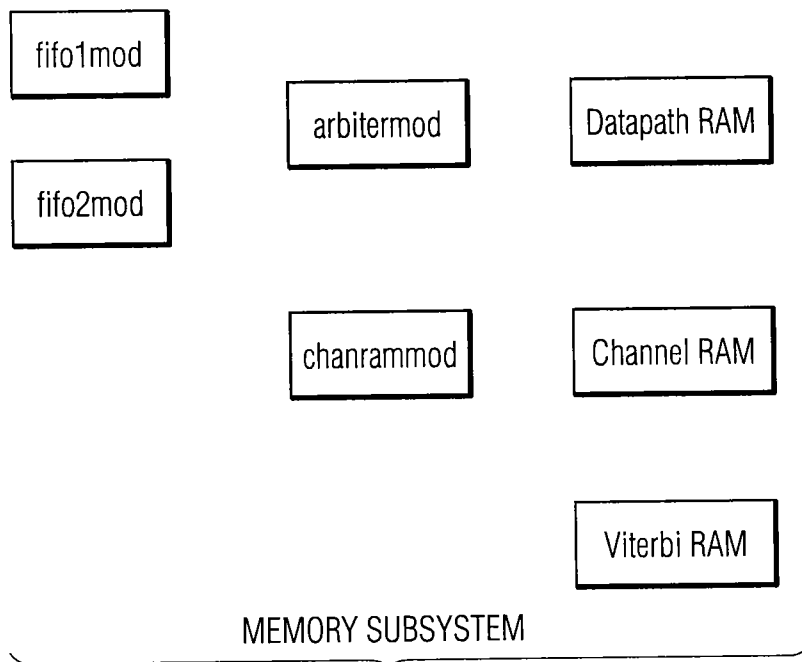 fifo1mod
arbitermod
Datapath RAM
fifo2mod
chanrammod
Channel RAM
Viterbi RAM
MEMORY SUBSYSTEM